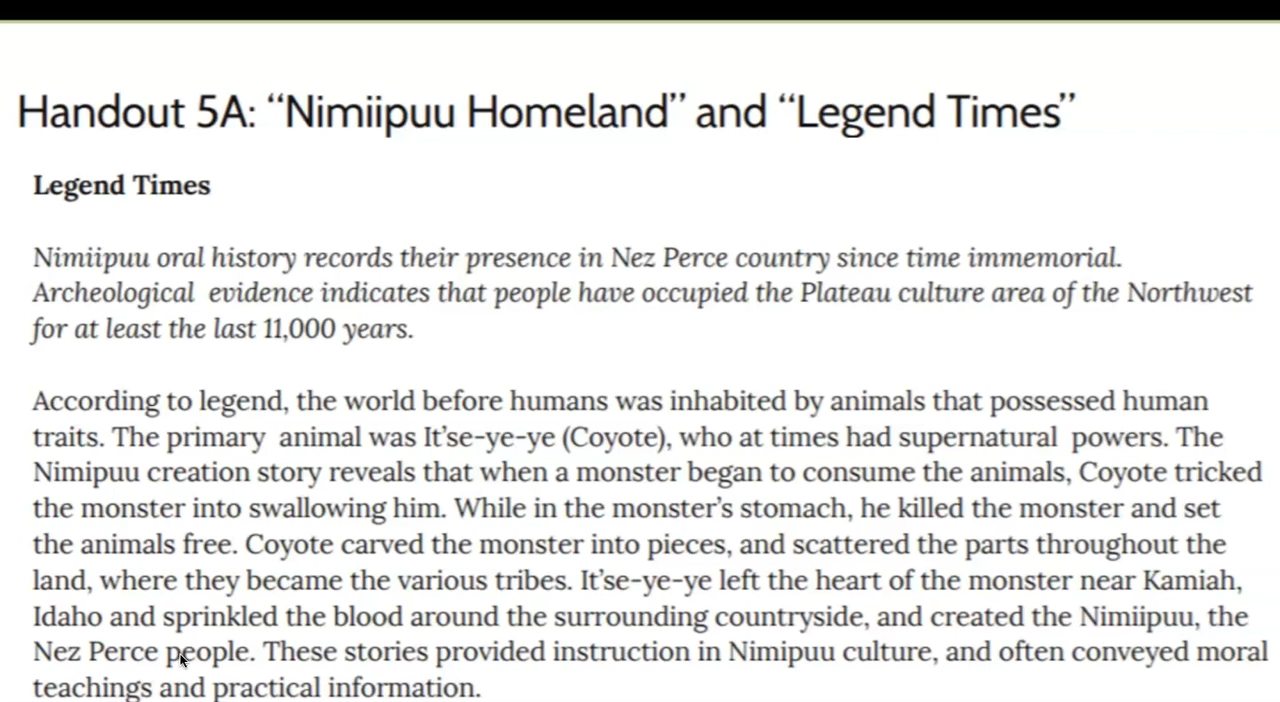 Handout 5A: “Nimiipuu Homeland” and “Legend Times”
Legend Times
Nimiipuu oral history records their presence in Nez Perce country since time immemorial.
Archeological evidence indicates that people have occupied the Plateau culture area of the Northwest
for at least the last 11,000 years.
According to legend, the world before humans was inhabited by animals that possessed human
traits. The primary animal was It’se-ye-ye (Coyote), who at times had supernatural powers. The
Nimipuu creation story reveals that when a monster began to consume the animals, Coyote tricked
the monster into swallowing him. While in the monster’s stomach, he killed the monster and set
the animals free. Coyote carved the monster into pieces, and scattered the parts throughout the
land, where they became the various tribes. It’se-ye-ye left the heart of the monster near Kamiah,
Idaho and sprinkled the blood around the surrounding countryside, and created the Nimiipuu, the
Nez Perce people. These stories provided instruction in Nimipuu culture, and often conveyed moral
teachings and practical information.